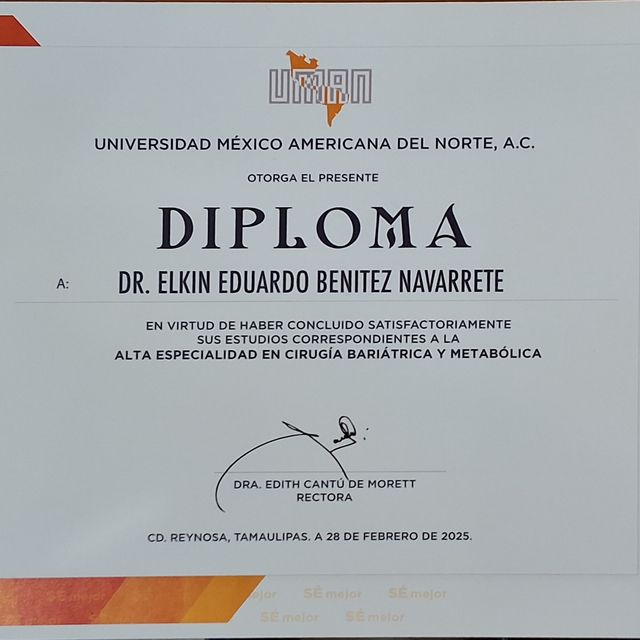 UMAN
UNIVERSIDAD MÉXICO AMERICANA DEL NORTE, A.C.
OTORGA EL PRESENTE
DIPLOMA
A: DR. ELKIN EDUARDO BENITEZ NAVARRETE
EN VIRTUD DE HABER CONCLUIDO SATISFACTORIAMENTE
SUS ESTUDIOS CORRESPONDIENTES A LA
ALTA ESPECIALIDAD EN CIRUGÍA BARIÁTRICA Y METABÓLICA
DRA. EDITH CANTÚ DE MORETT
RECTORA
CD. REYNOSA, TAMAULIPAS. A 28 DE FEBRERO DE 2025.
SÉ mejor mejor SÉ mejor SÉ mejor
SÉ mejor SÉ mejor